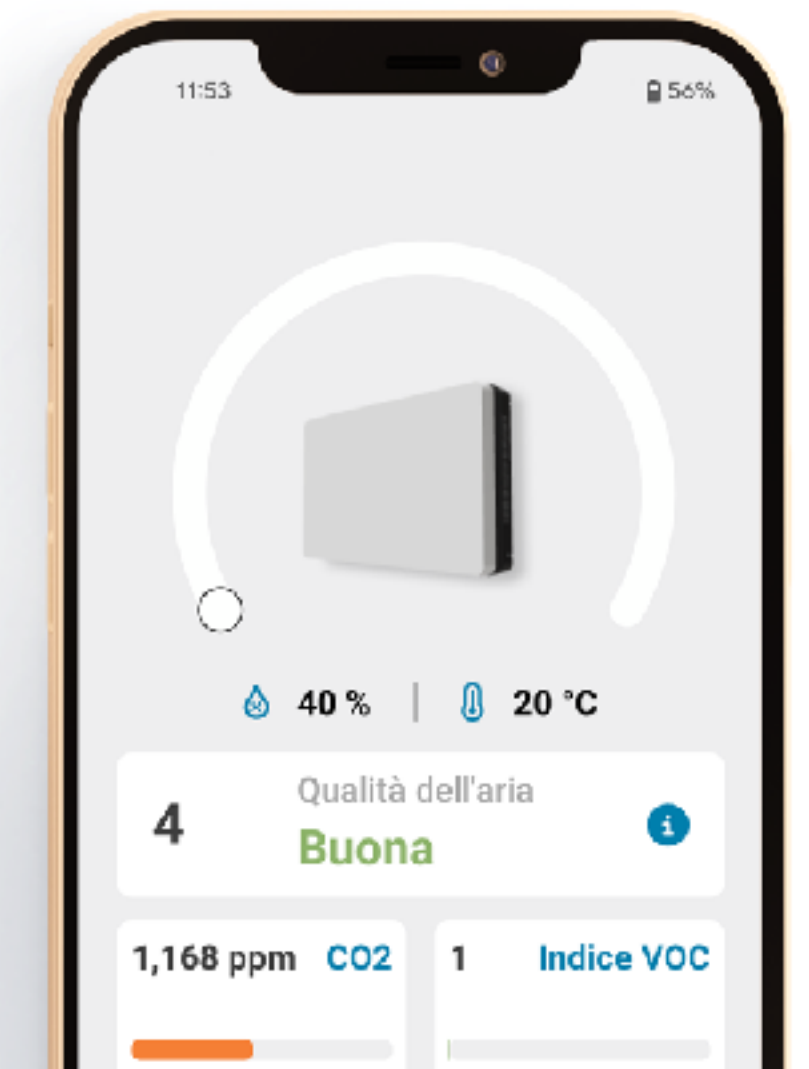 11:53 56%
40 % | 20 °C
Qualità dell'aria
4 Buona i
1,168 ppm CO2 1 Indice VOC